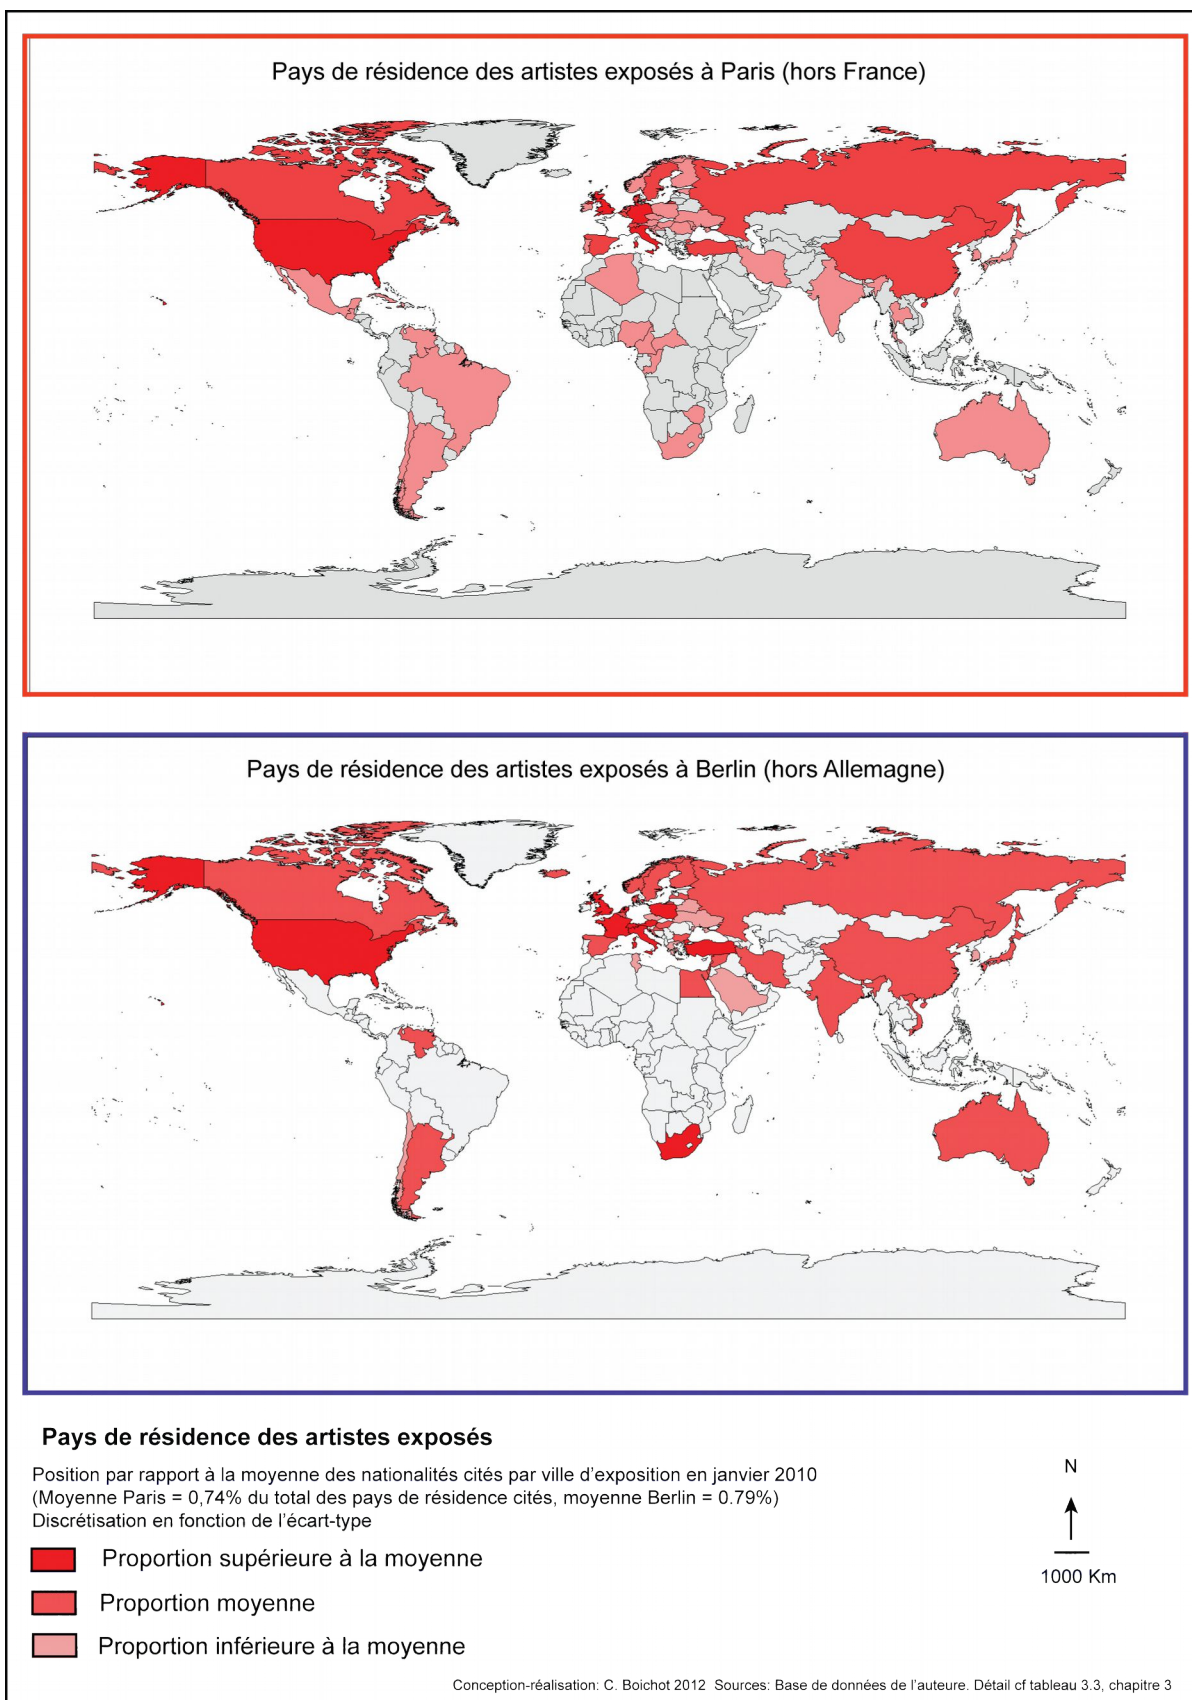 Pays de résidence des artistes exposés à Paris (hors France)
Pays de résidence des artistes exposés à Berlin (hors Allemagne)
Pays de résidence des artistes exposés
Position par rapport à la moyenne des nationalités cités par ville d'exposition en janvier 2010
(Moyenne Paris = 0,74% du total des pays de résidence cités, moyenne Berlin = 0.79%)
Discrétisation en fonction de l'écart-type
Proportion supérieure à la moyenne
Proportion moyenne
Proportion inférieure à la moyenne
N
1000 Km
Conception-réalisation: C. Boichot 2012 Sources: Base de données de l'auteure. Détail cf tableau 3.3, chapitre 3